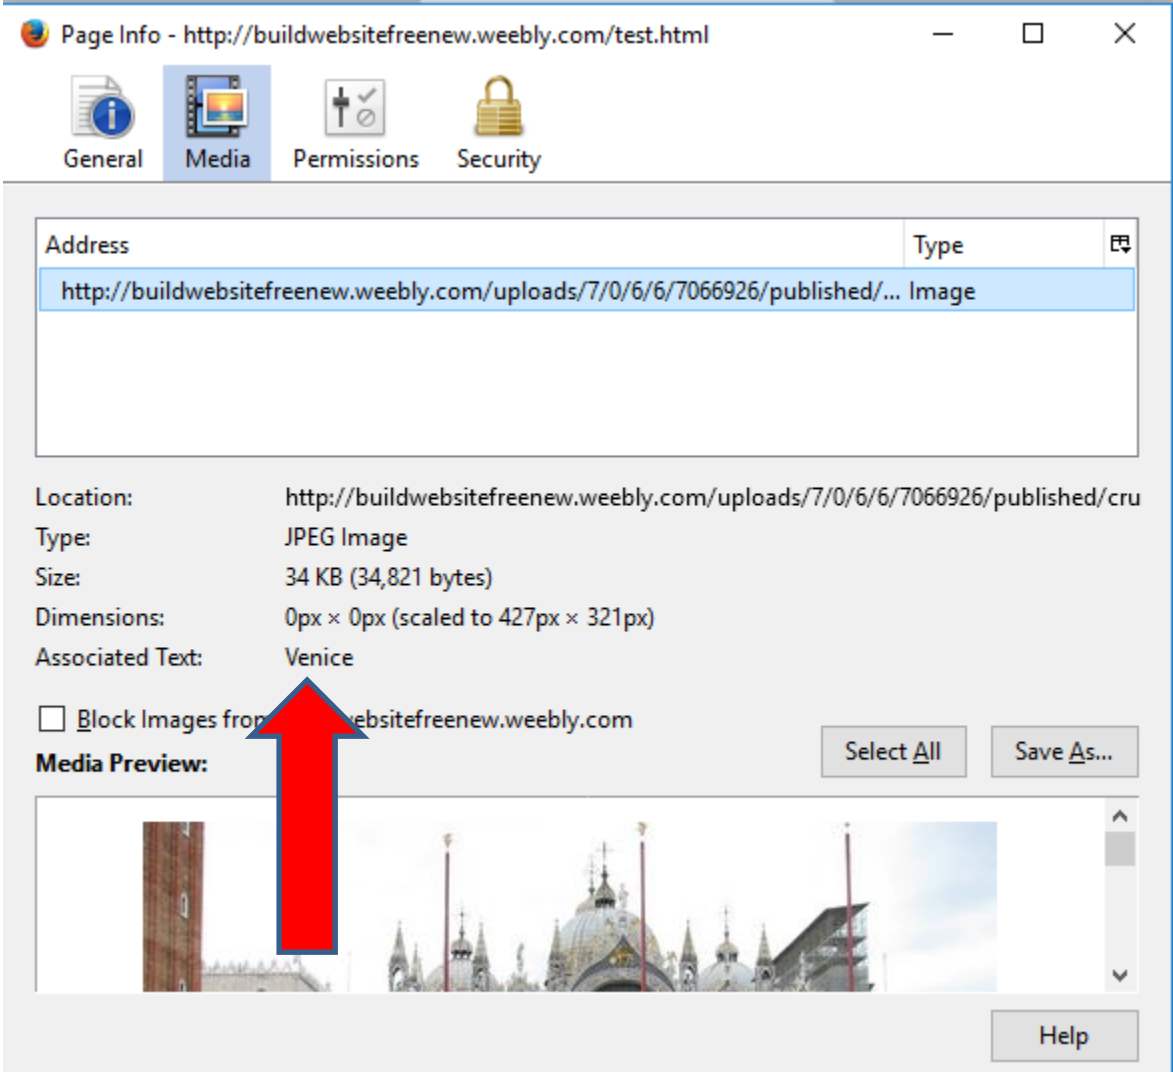 Page Info - http://buildwebsitefreenew.weebly.com/test.html
General Media Permissions Security
Address Type
http://buildwebsitefreenew.weebly.com/uploads/7/0/6/6/7066926/published/... Image
Location: http://buildwebsitefreenew.weebly.com/uploads/7/0/6/6/7066926/published/cru
Type: JPEG Image
Size: 34 KB (34,821 bytes)
Dimensions: 0px × 0px (scaled to 427px × 321px)
Associated Text: Venice
Block Images from ebsitefreenew.weebly.com
Select All Save As...
Media Preview:
Help